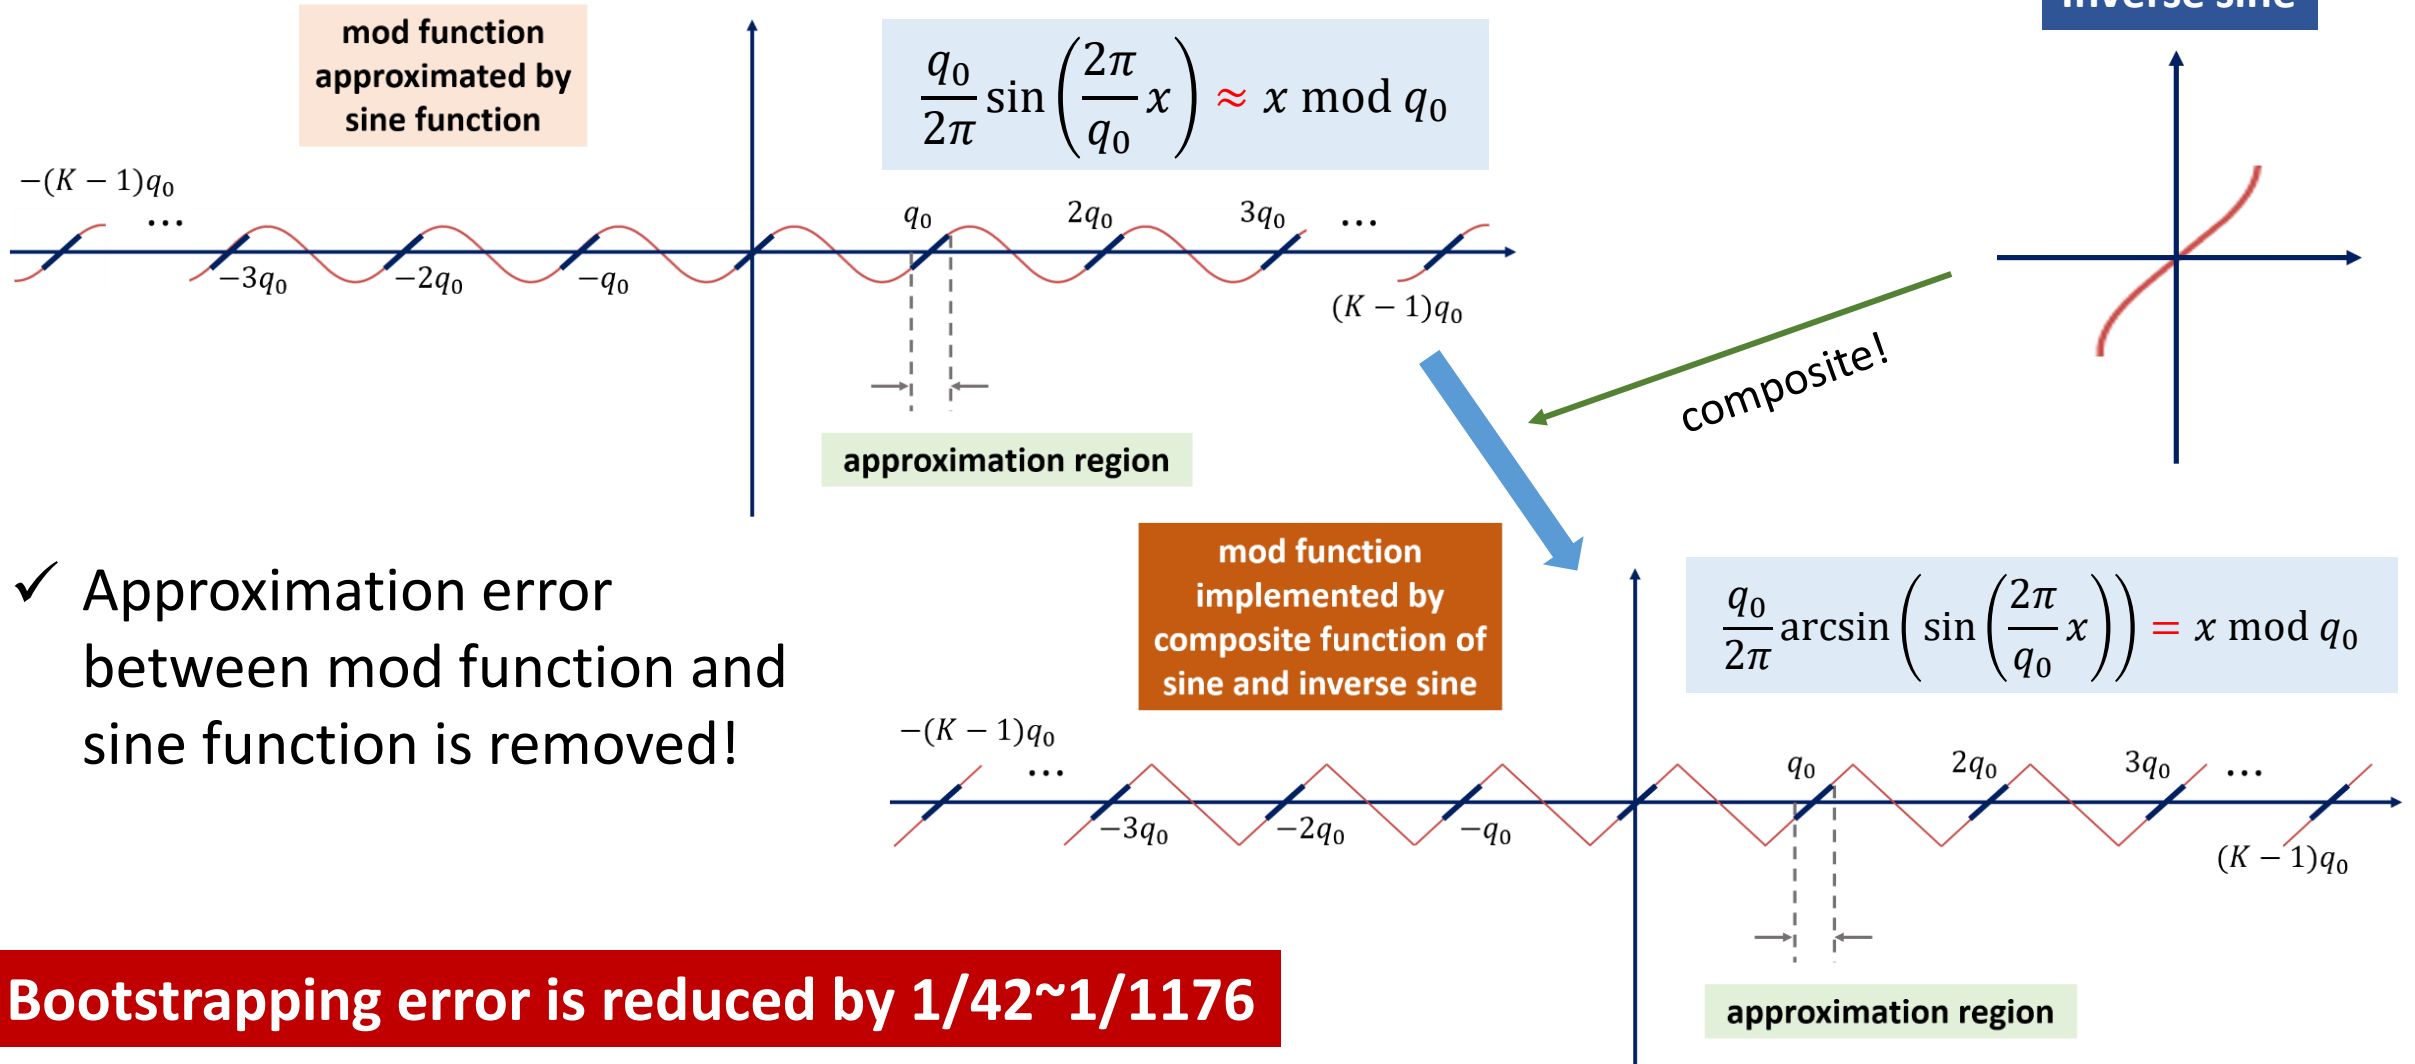 inverse sine
mod function
approximated by
sine function
q₀/2π sin(2π/q₀ x) ≈ x mod q₀
−(K − 1)q₀
⋯
−3q₀
−2q₀
−q₀
q₀
2q₀
3q₀
⋯
(K − 1)q₀
composite!
approximation region
✓ Approximation error
between mod function and
sine function is removed!
mod function
implemented by
composite function of
sine and inverse sine
q₀/2π arcsin(sin(2π/q₀ x)) = x mod q₀
−(K − 1)q₀
⋯
−3q₀
−2q₀
−q₀
q₀
2q₀
3q₀
⋯
(K − 1)q₀
approximation region
Bootstrapping error is reduced by 1/42~1/1176